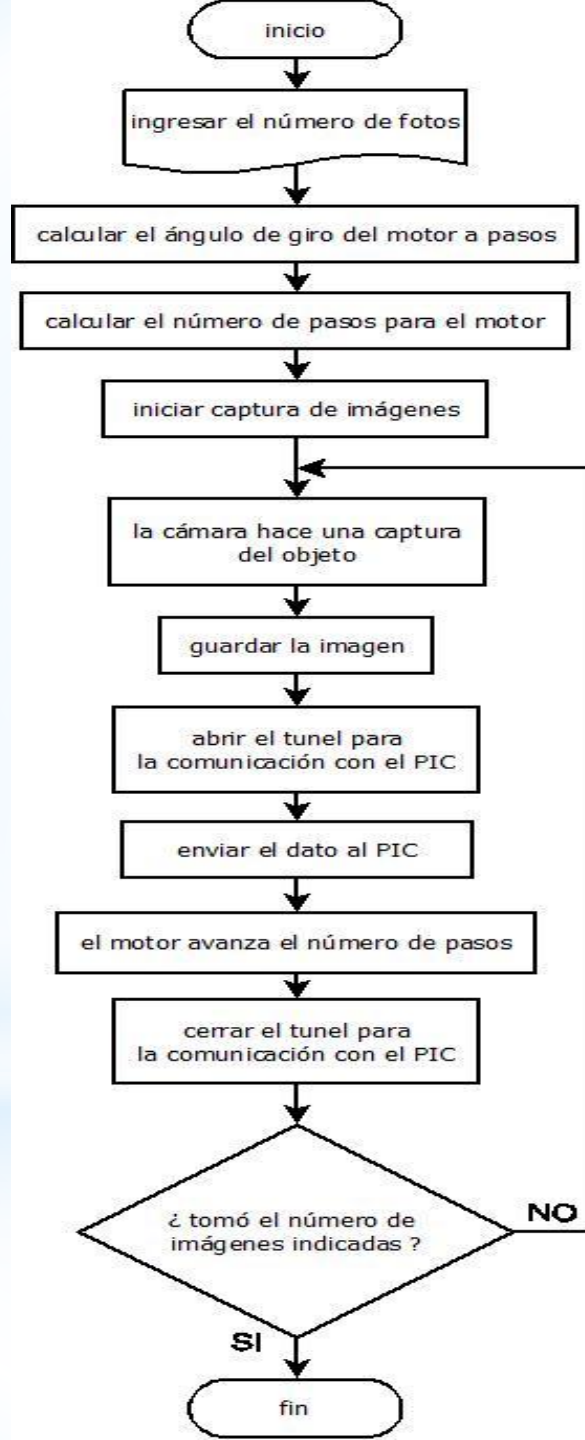 inicio
ingresar el número de fotos
calcular el ángulo de giro del motor a pasos
calcular el número de pasos para el motor
iniciar captura de imágenes
la cámara hace una captura
del objeto
guardar la imagen
abrir el tunel para
la comunicación con el PIC
enviar el dato al PIC
el motor avanza el número de pasos
cerrar el tunel para
la comunicación con el PIC
¿ tomó el número de
imágenes indicadas ?
NO
SI
fin